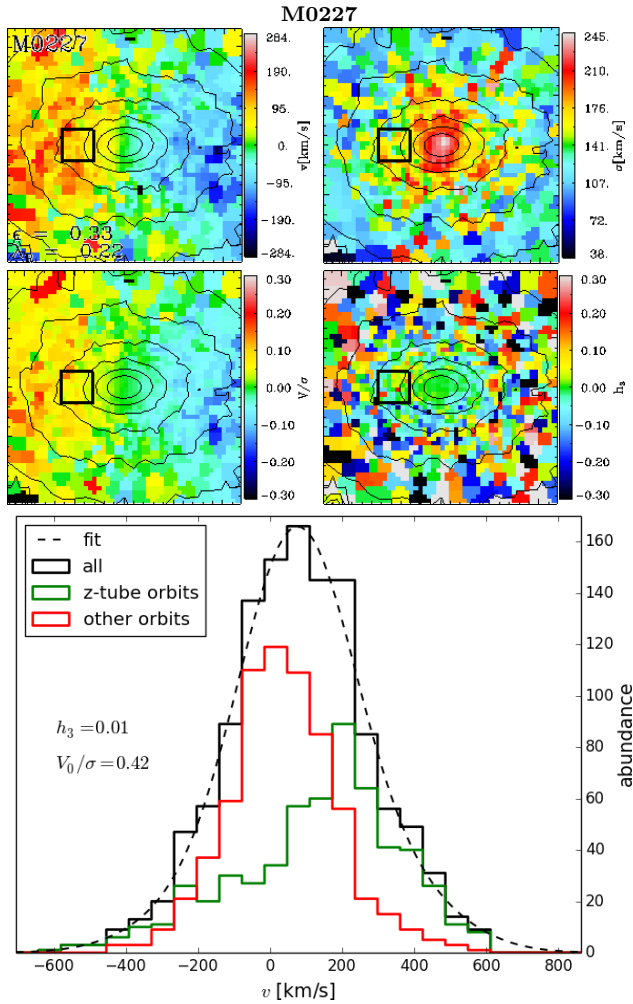 M0227
M0227
ε = 0.33
0.22
284.
190.
95.
0.
−95.
−190.
−284.
v[km/s]
245.
210.
176.
141.
107.
72.
38.
σ[km/s]
0.30
0.20
0.10
0.00
−0.10
−0.20
−0.30
V/σ
0.30
0.20
0.10
0.00
−0.10
−0.20
−0.30
h₃
fit
all
z-tube orbits
other orbits
h₃ =0.01
V₀/σ =0.42
160
140
120
100
80
60
40
20
0
abundance
−600 −400 −200 0 200 400 600 800
v [km/s]